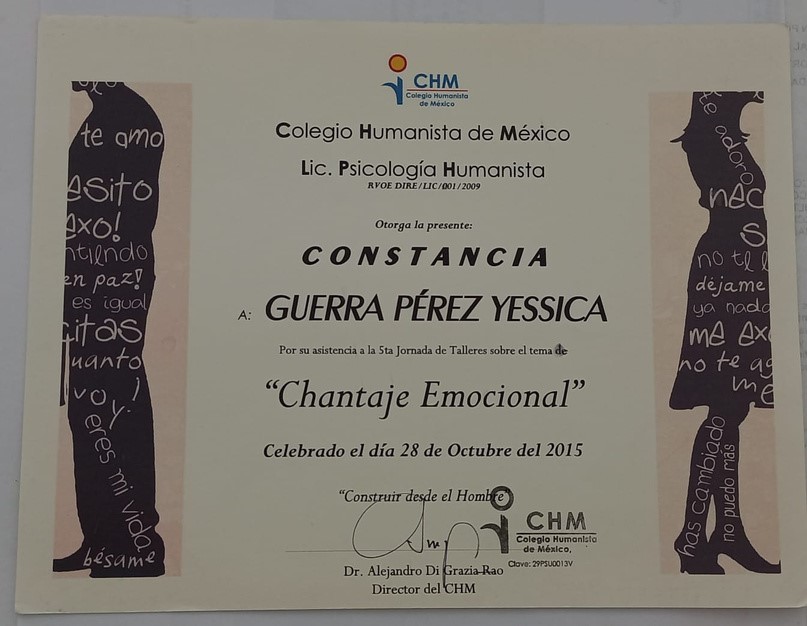 CHM
Colegio Humanista
de México
Colegio Humanista de México
Lic. Psicología Humanista
RVOE DIRE/LIC/001/2009
Otorga la presente:
CONSTANCIA
A: GUERRA PÉREZ YESSICA
Por su asistencia a la 5ta Jornada de Talleres sobre el tema de
“Chantaje Emocional”
Celebrado el día 28 de Octubre del 2015
“Construir desde el Hombre”
CHM
Colegio Humanista
de México,
Clave: 29PSU0013V
Dr. Alejandro Di Grazia Rao
Director del CHM
te amo
esito
exo!
ntiendo
en paz!
es igual
citas
uanto
voy
eres mi vida
bésame
te adoro
nec
s
no te
déjame
ya nada
me ex
no te ag
me
has cambiado
no puedo más